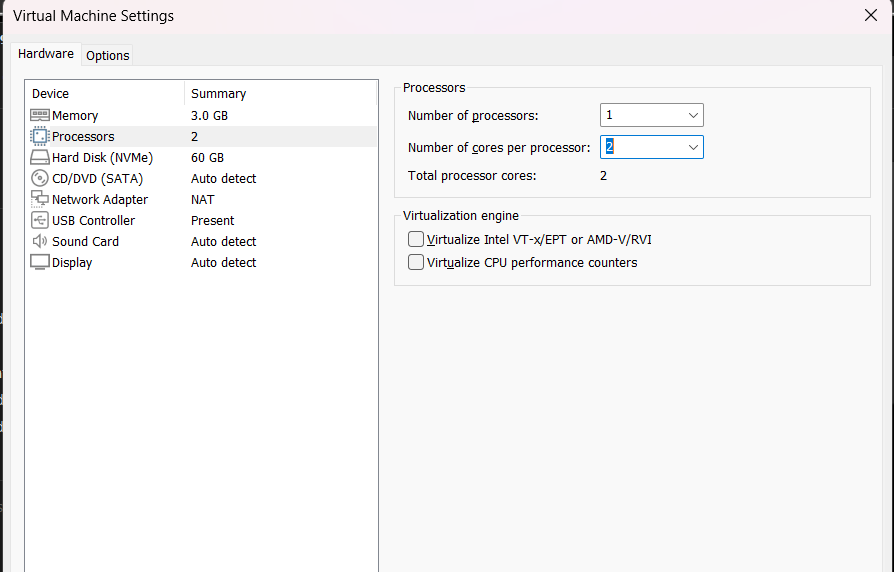 Virtual Machine Settings
Hardware Options
Device Summary
Memory 3.0 GB
Processors 2
Hard Disk (NVMe) 60 GB
CD/DVD (SATA) Auto detect
Network Adapter NAT
USB Controller Present
Sound Card Auto detect
Display Auto detect
Processors
Number of processors: 1
Number of cores per processor: 2
Total processor cores: 2
Virtualization engine
Virtualize Intel VT-x/EPT or AMD-V/RVI
Virtualize CPU performance counters